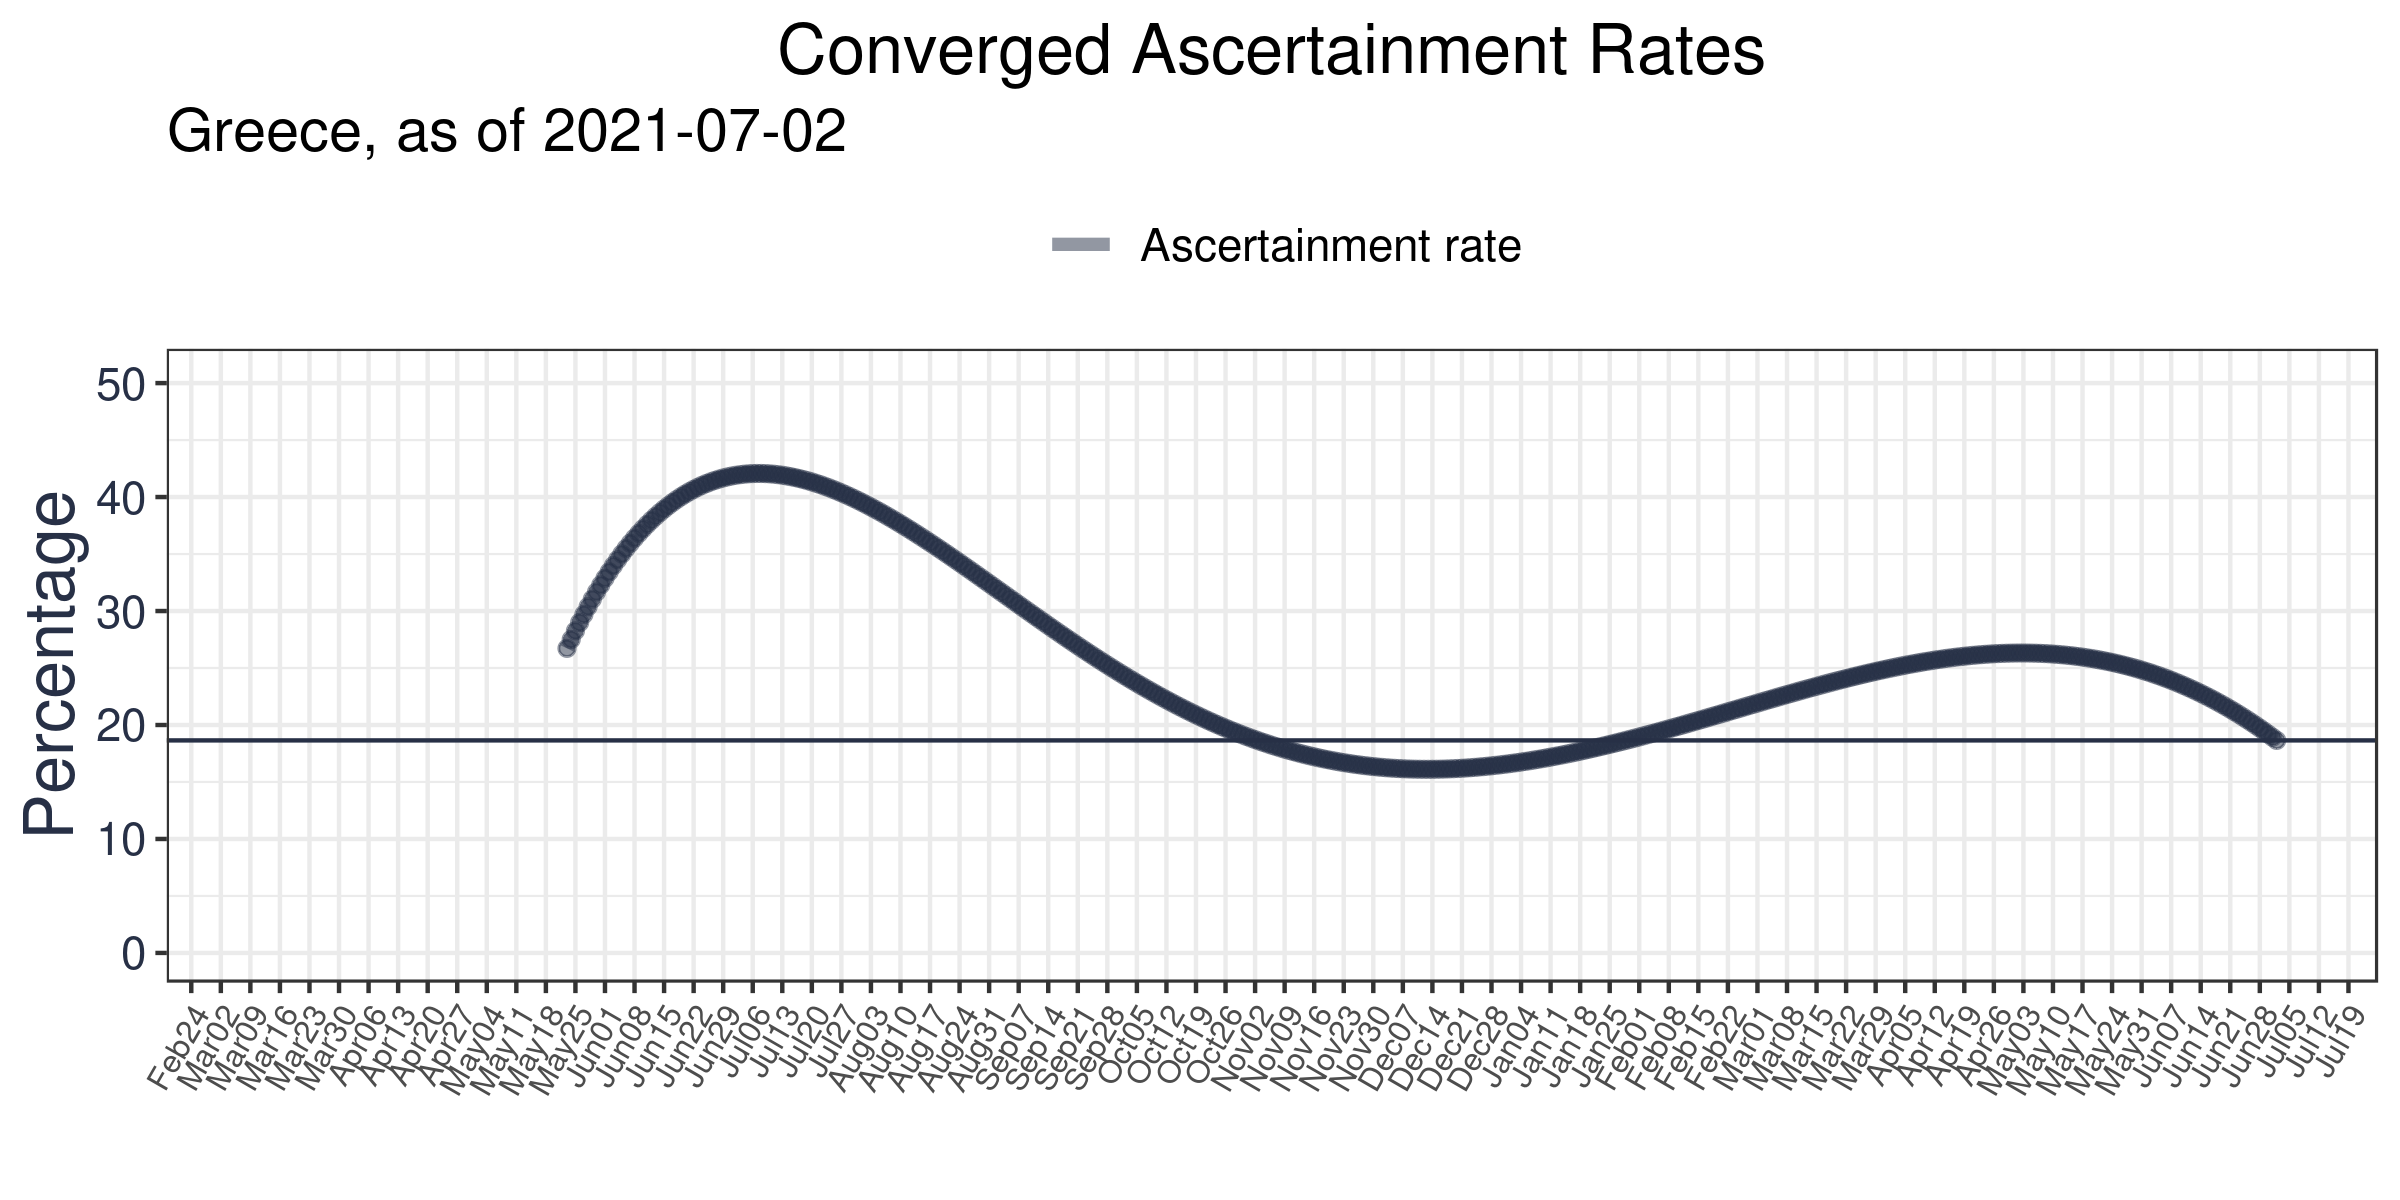 Converged Ascertainment Rates
Greece, as of 2021-07-02
Ascertainment rate
Percentage
50
40
30
20
10
0
Feb24
Mar02
Mar09
Mar16
Mar23
Mar30
Apr06
Apr13
Apr20
Apr27
May04
May11
May18
May25
Jun01
Jun08
Jun15
Jun22
Jun29
Jul06
Jul13
Jul20
Jul27
Aug03
Aug10
Aug17
Aug24
Aug31
Sep07
Sep14
Sep21
Sep28
Oct05
Oct12
Oct19
Oct26
Nov02
Nov09
Nov16
Nov23
Nov30
Dec07
Dec14
Dec21
Dec28
Jan04
Jan11
Jan18
Jan25
Feb01
Feb08
Feb15
Feb22
Mar01
Mar08
Mar15
Mar22
Mar29
Apr05
Apr12
Apr19
Apr26
May03
May10
May17
May24
May31
Jun07
Jun14
Jun21
Jun28
Jul05
Jul12
Jul19